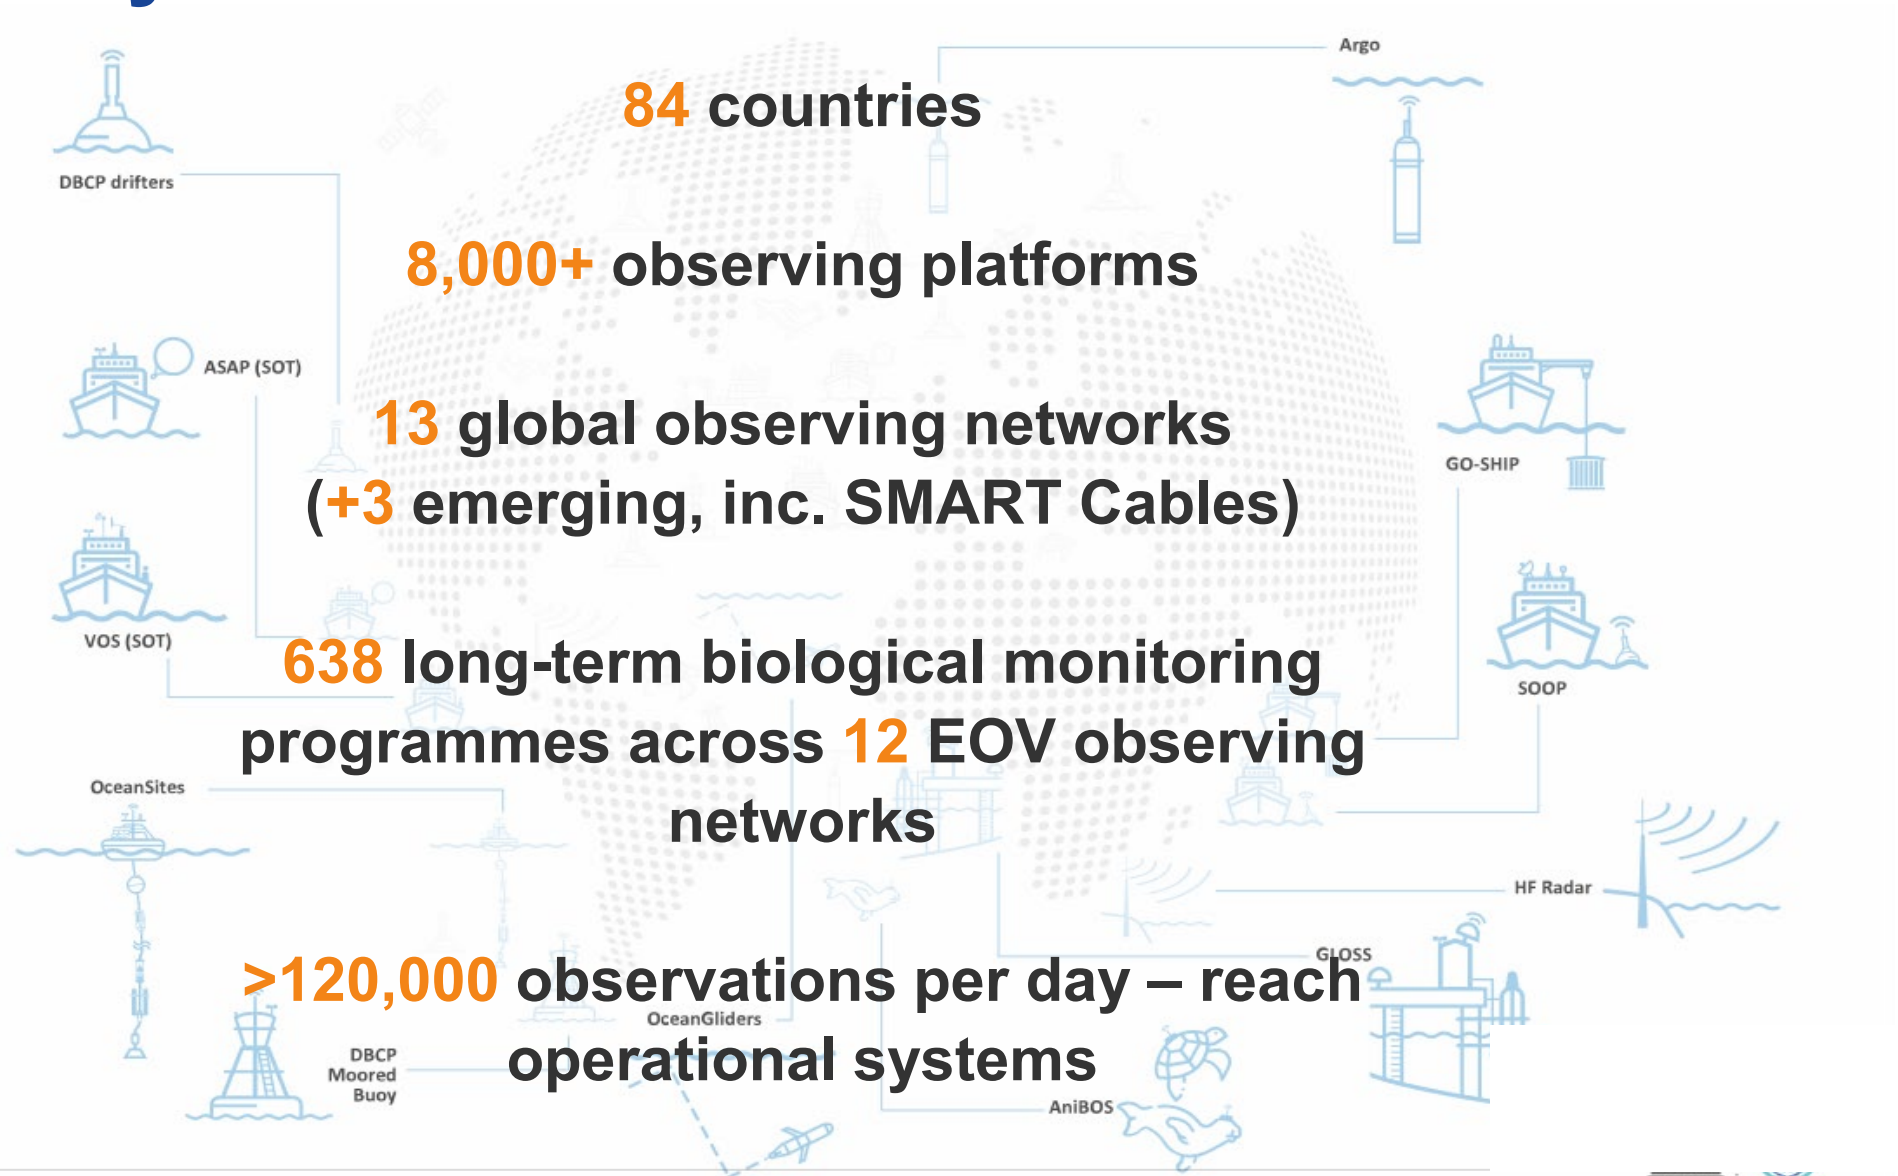 Argo
84 countries
DBCP drifters
8,000+ observing platforms
ASAP (SOT)
13 global observing networks
(+3 emerging, inc. SMART Cables)
GO-SHIP
VOS (SOT)
638 long-term biological monitoring
programmes across 12 EOV observing
networks
SOOP
OceanSites
HF Radar
GLOSS
>120,000 observations per day – reach
operational systems
OceanGliders
DBCP
Moored
Buoy
AniBOS